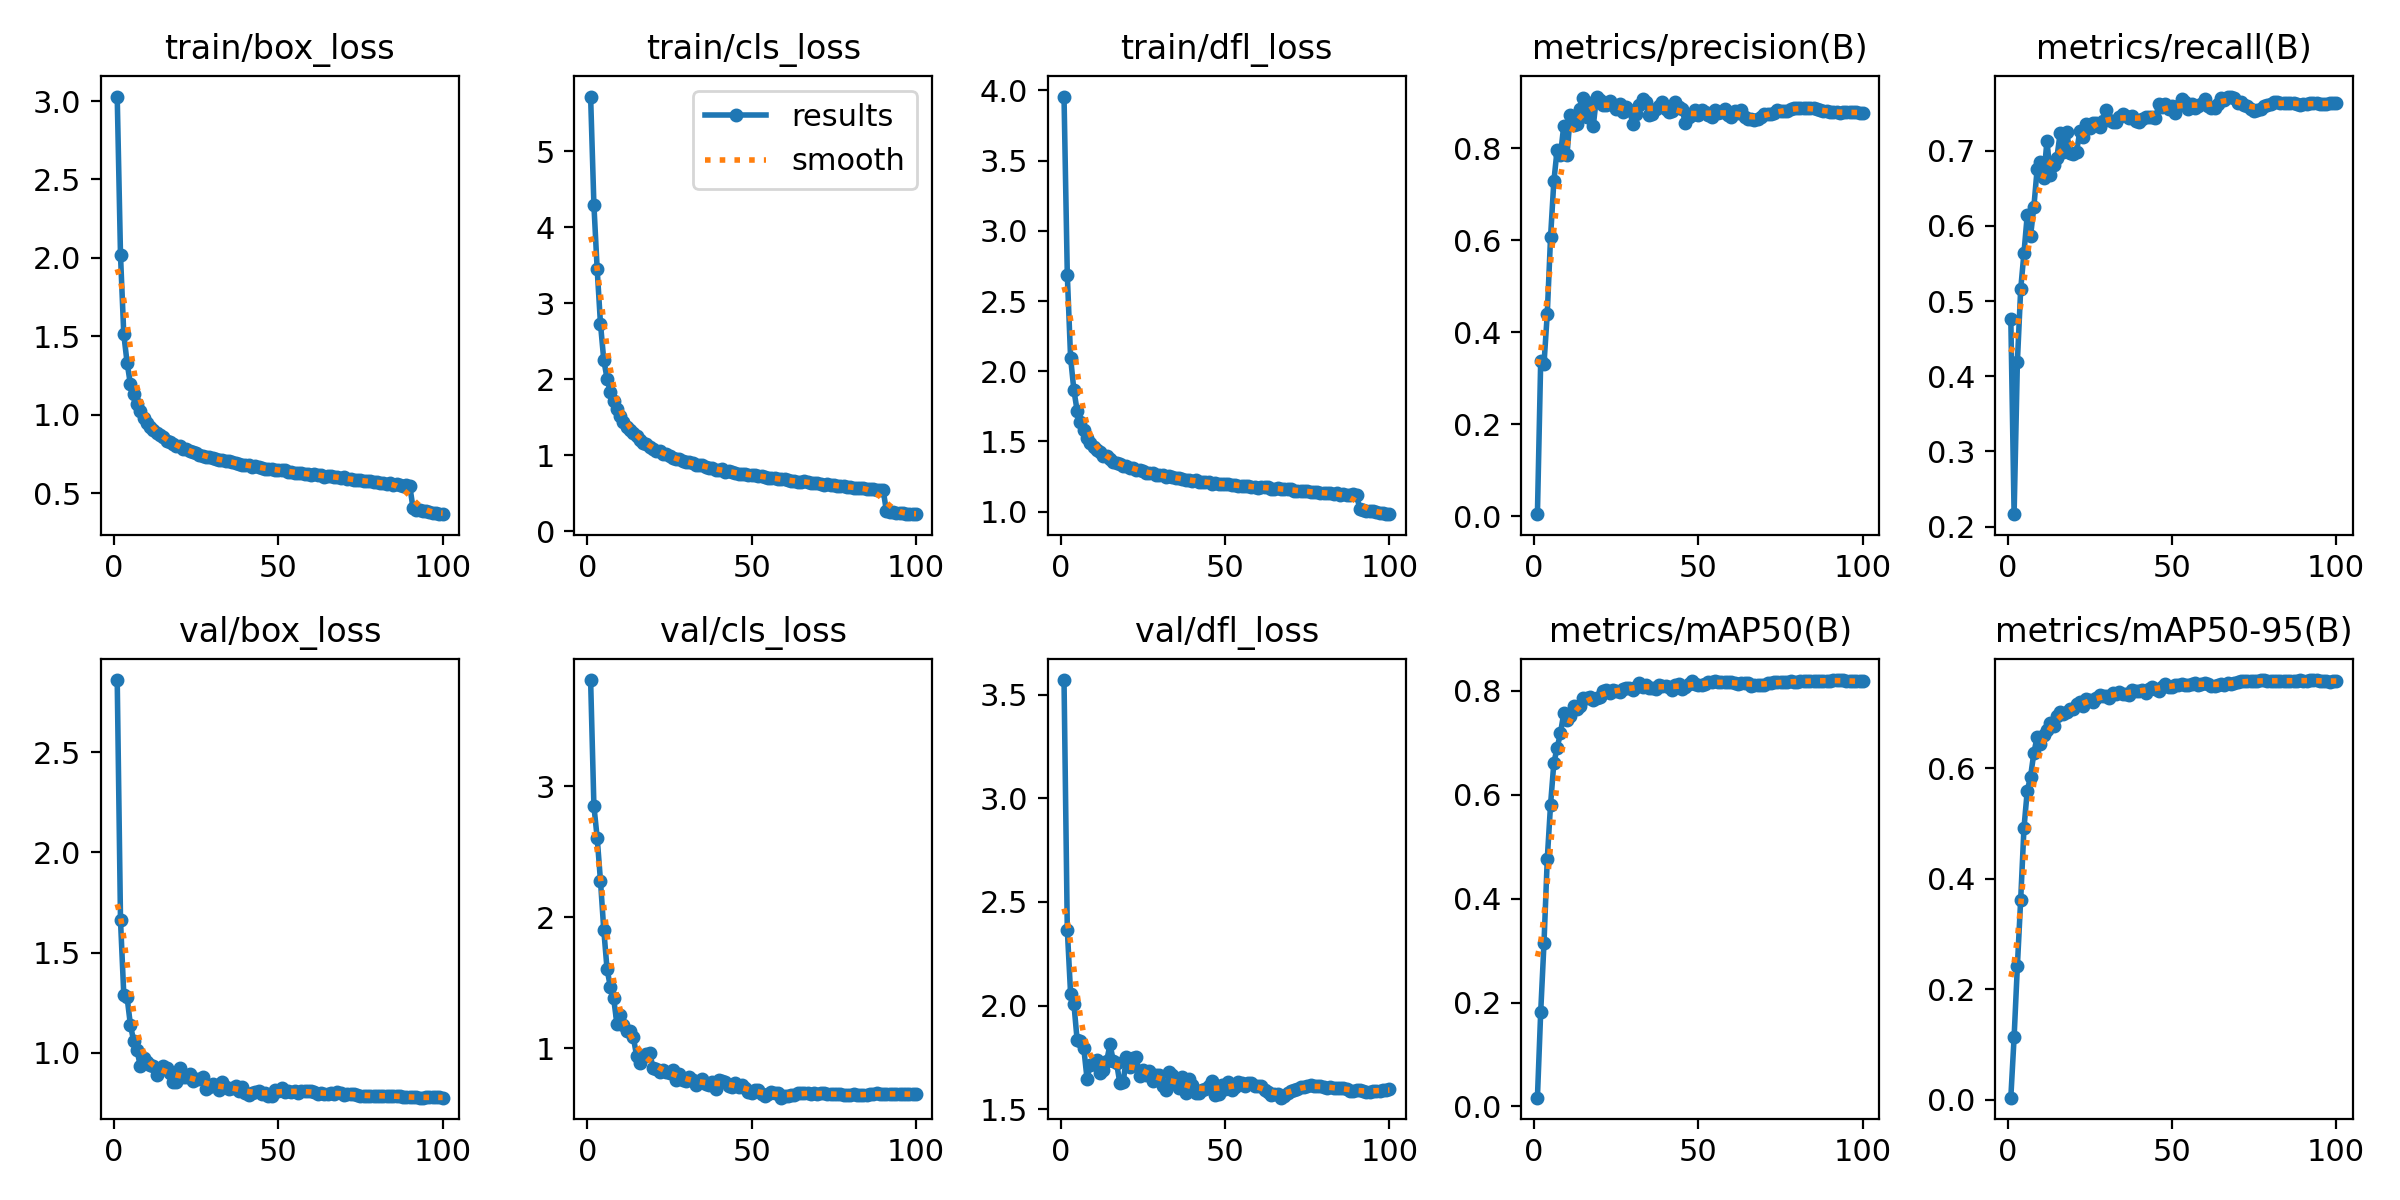 train/box_loss
3.0
2.5
2.0
1.5
1.0
0.5
0 50 100
train/cls_loss
results
smooth
5
4
3
2
1
0
0 50 100
train/dfl_loss
4.0
3.5
3.0
2.5
2.0
1.5
1.0
0 50 100
metrics/precision(B)
0.8
0.6
0.4
0.2
0.0
0 50 100
metrics/recall(B)
0.7
0.6
0.5
0.4
0.3
0.2
0 50 100
val/box_loss
2.5
2.0
1.5
1.0
0 50 100
val/cls_loss
3
2
1
0 50 100
val/dfl_loss
3.5
3.0
2.5
2.0
1.5
0 50 100
metrics/mAP50(B)
0.8
0.6
0.4
0.2
0.0
0 50 100
metrics/mAP50-95(B)
0.6
0.4
0.2
0.0
0 50 100